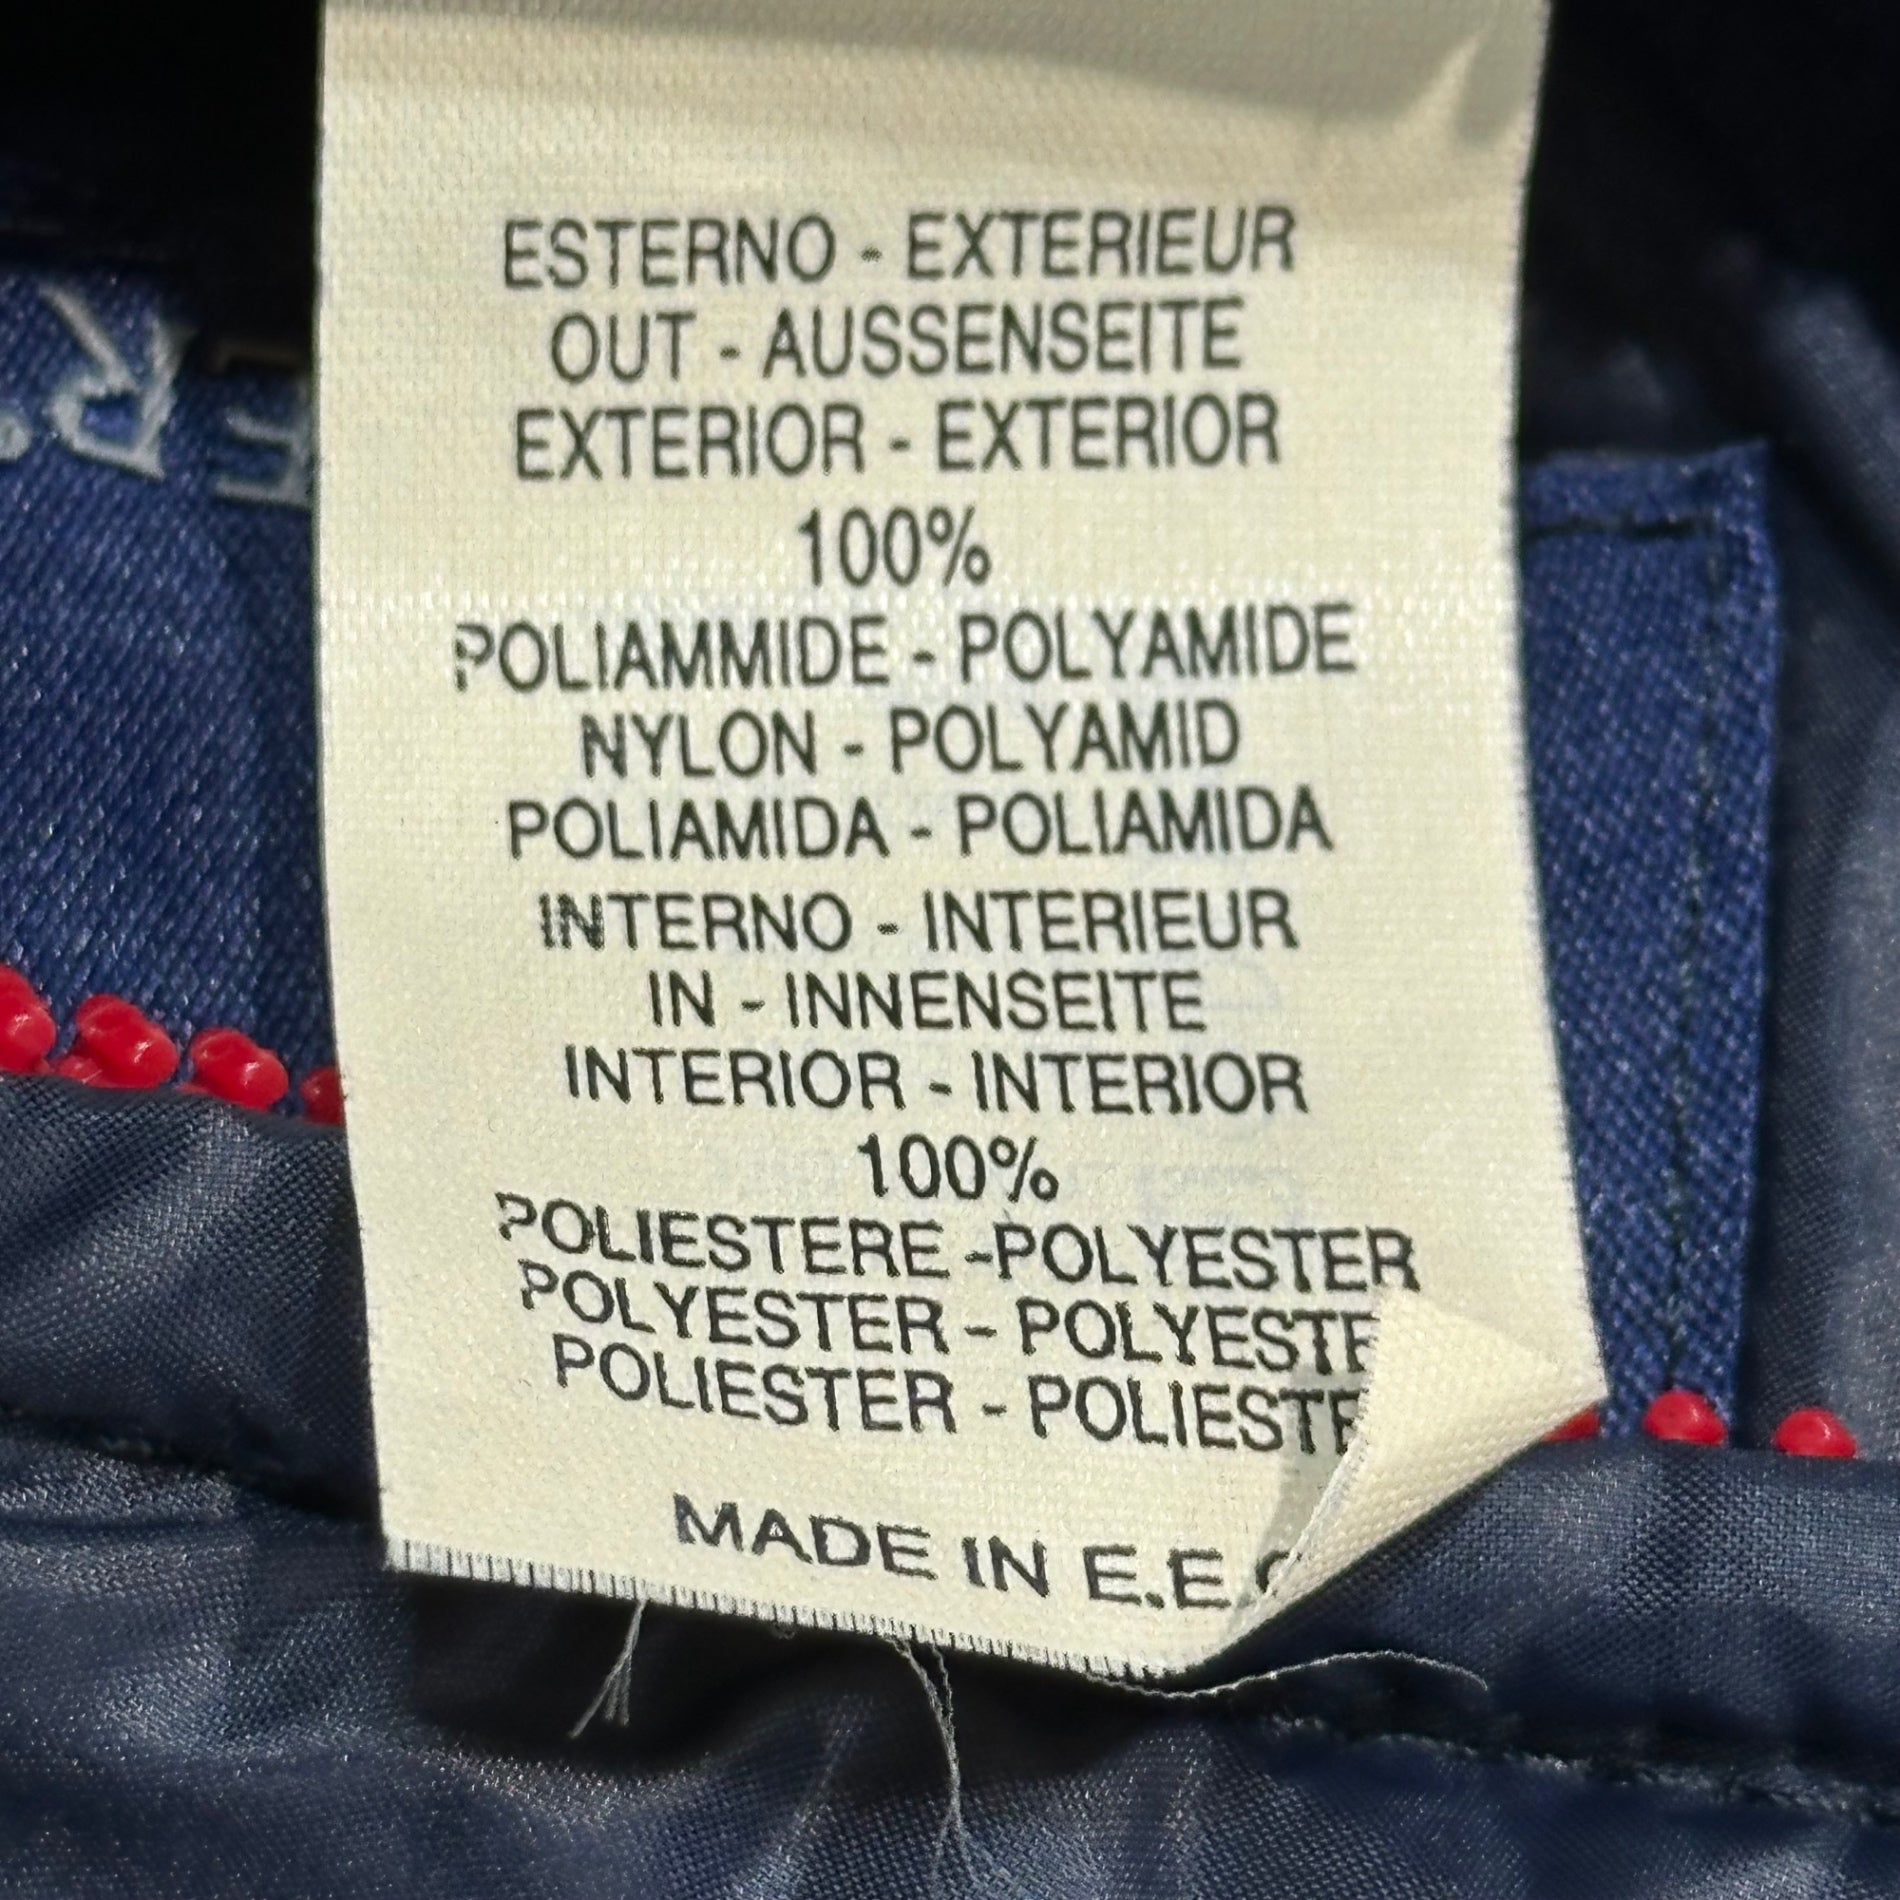 ESTERNO - EXTERIEUR
OUT - AUSSENSEITE
EXTERIOR - EXTERIOR
100%
POLIAMMIDE - POLYAMIDE
NYLON - POLYAMID
POLIAMIDA - POLIAMIDA
INTERNO - INTERIEUR
IN - INNENSEITE
INTERIOR - INTERIOR
100%
POLIESTERE -POLYESTER
POLYESTER - POLYESTE
POLIESTER - POLIESTE
MADE IN E.E.C